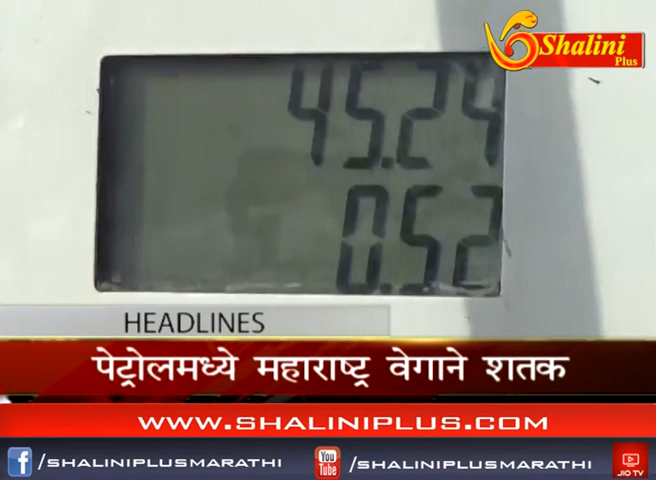 Shalini
Plus
45.24
0.52
HEADLINES
पेट्रोलमध्ये महाराष्ट्र वेगाने शतक
WWW.SHALINIPLUS.COM
/SHALINIPLUSMARATHI
You
Tube
/SHALINIPLUSMARATHI
JIO TV